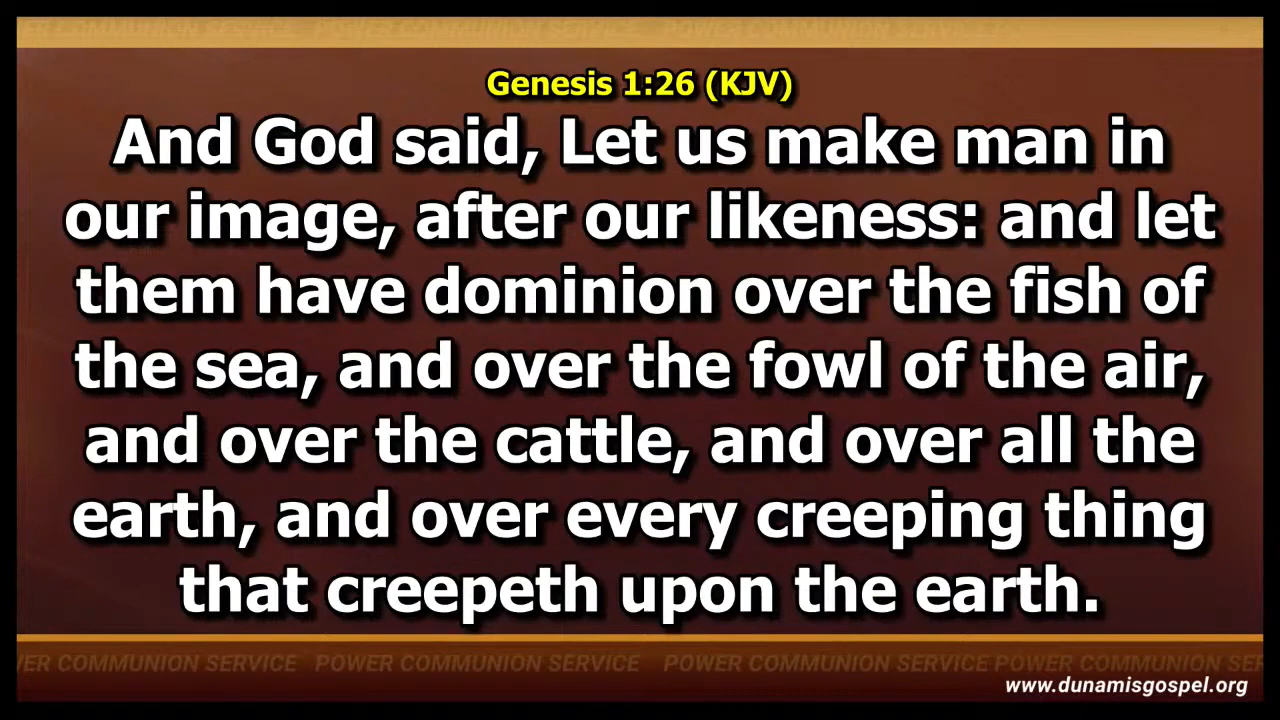 Genesis 1:26 (KJV)
And God said, Let us make man in
our image, after our likeness: and let
them have dominion over the fish of
the sea, and over the fowl of the air,
and over the cattle, and over all the
earth, and over every creeping thing
that creepeth upon the earth.
WER COMMUNION SERVICE POWER COMMUNION SERVICE POWER COMMUNION SERVICE POWER COMMUNION SER
www.dunamisgospel.org